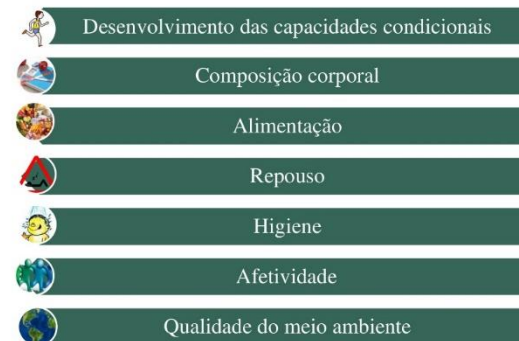 Desenvolvimento das capacidades condicionais
Composição corporal
Alimentação
Repouso
Higiene
Afetividade
Qualidade do meio ambiente